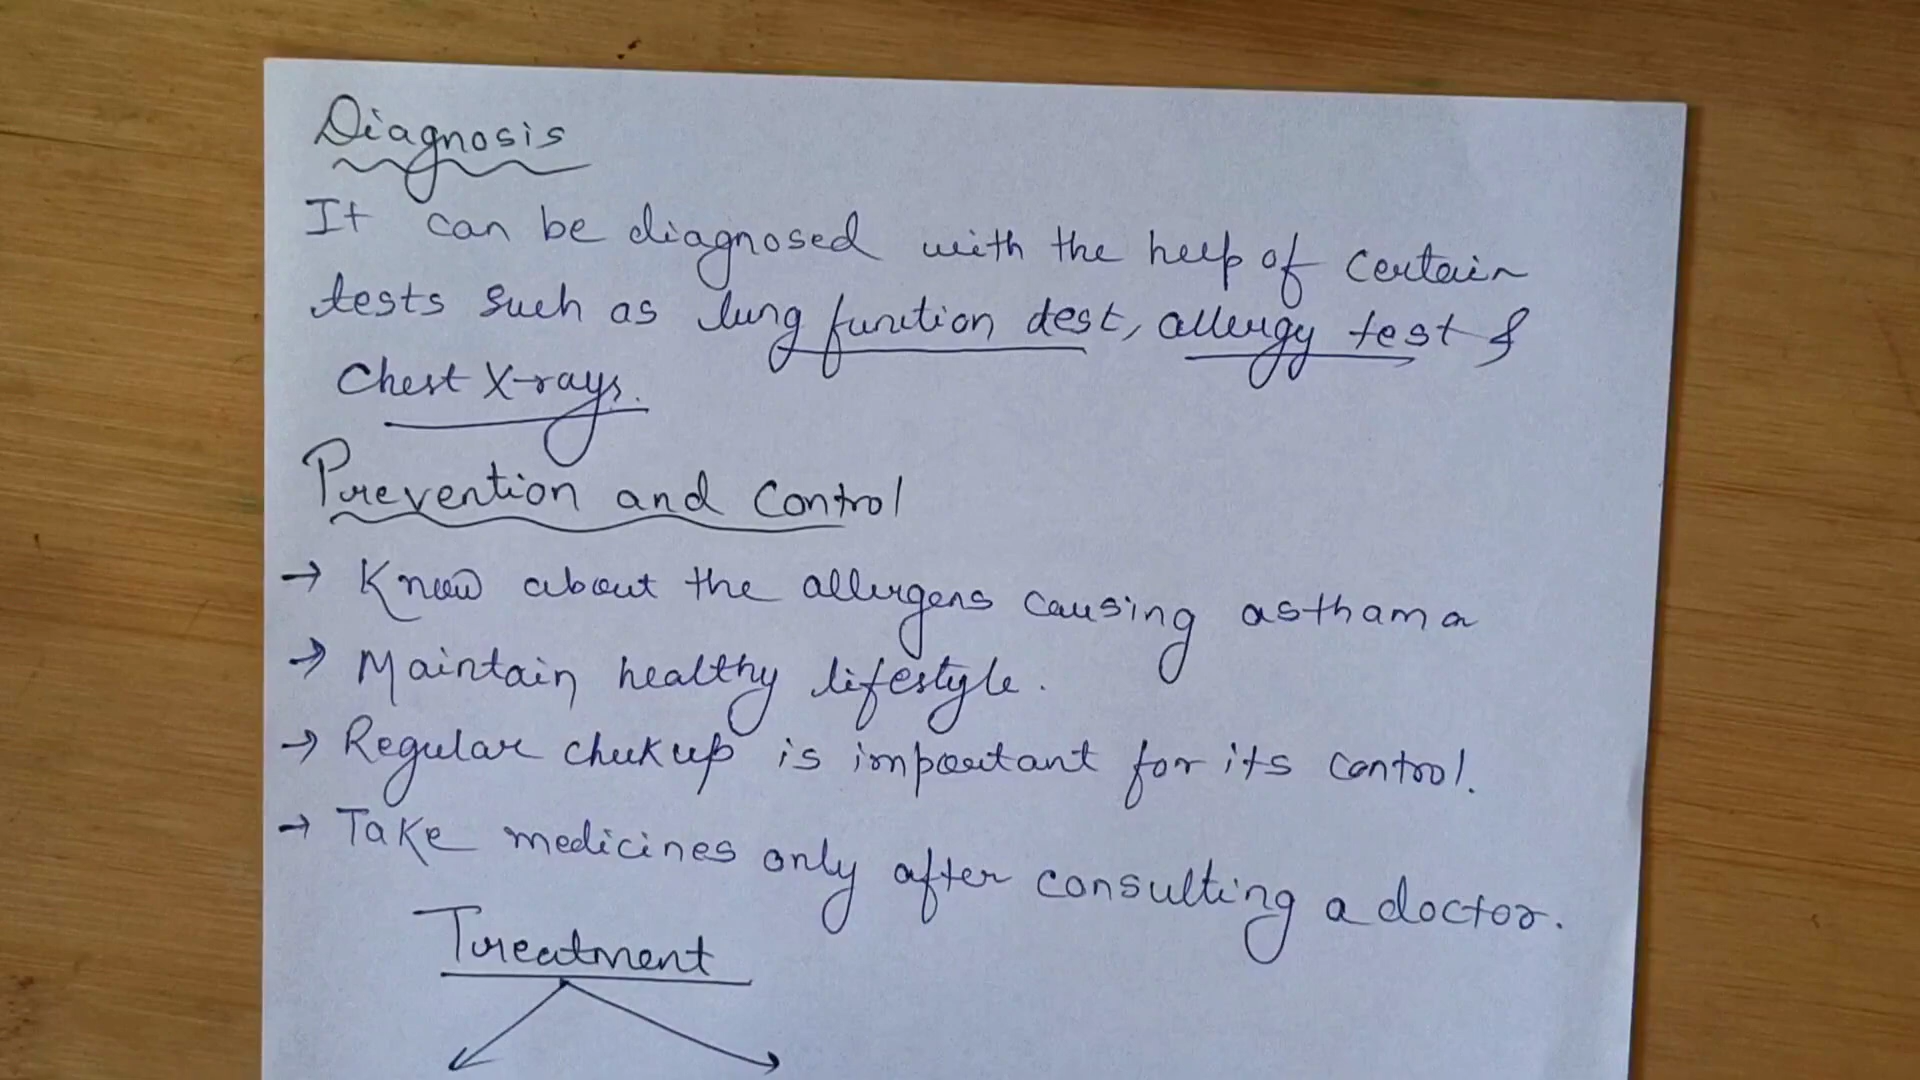 Diagnosis
It can be diagnosed with the help of certain
tests such as lung function dest, allergy test &
Chest X-rays.
Prevention and Control
→ Know about the allergens causing asthama
→ Maintain healthy lifestyle.
→ Regular checkup is important for its control.
→ Take medicines only after consulting a doctor.
Treatment